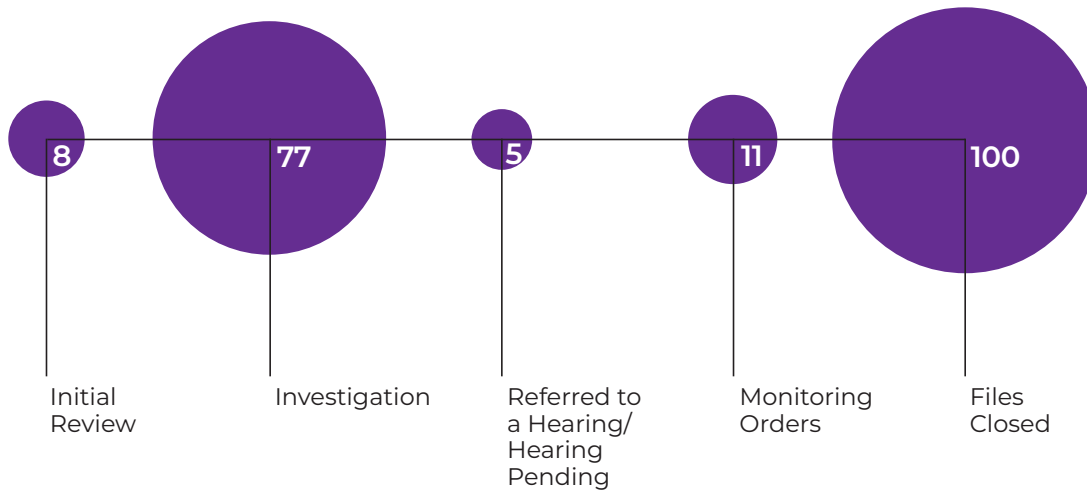 8
77
5
11
100
Initial
Review
Investigation
Referred to
a Hearing/
Hearing
Pending
Monitoring
Orders
Files
Closed